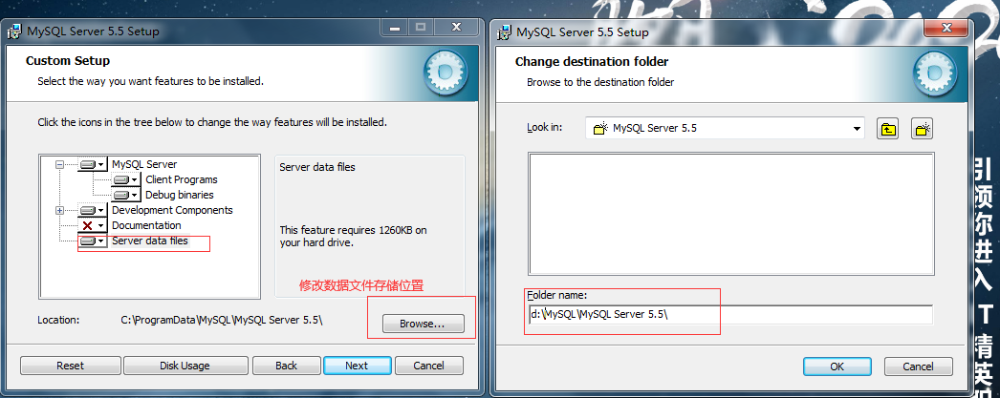 MySQL Server 5.5 Setup
Custom Setup
Select the way you want features to be installed.
Click the icons in the tree below to change the way features will be installed.
MySQL Server
Client Programs
Debug binaries
Development Components
Documentation
Server data files
Server data files
This feature requires 1260KB on
your hard drive.
修改数据文件存储位置
Location:
C:\ProgramData\MySQL\MySQL Server 5.5\
Browse...
Reset
Disk Usage
Back
Next
Cancel
MySQL Server 5.5 Setup
Change destination folder
Browse to the destination folder
Look in:
MySQL Server 5.5
Folder name:
d:\MySQL\MySQL Server 5.5\
OK
Cancel
引领你进入 T精英